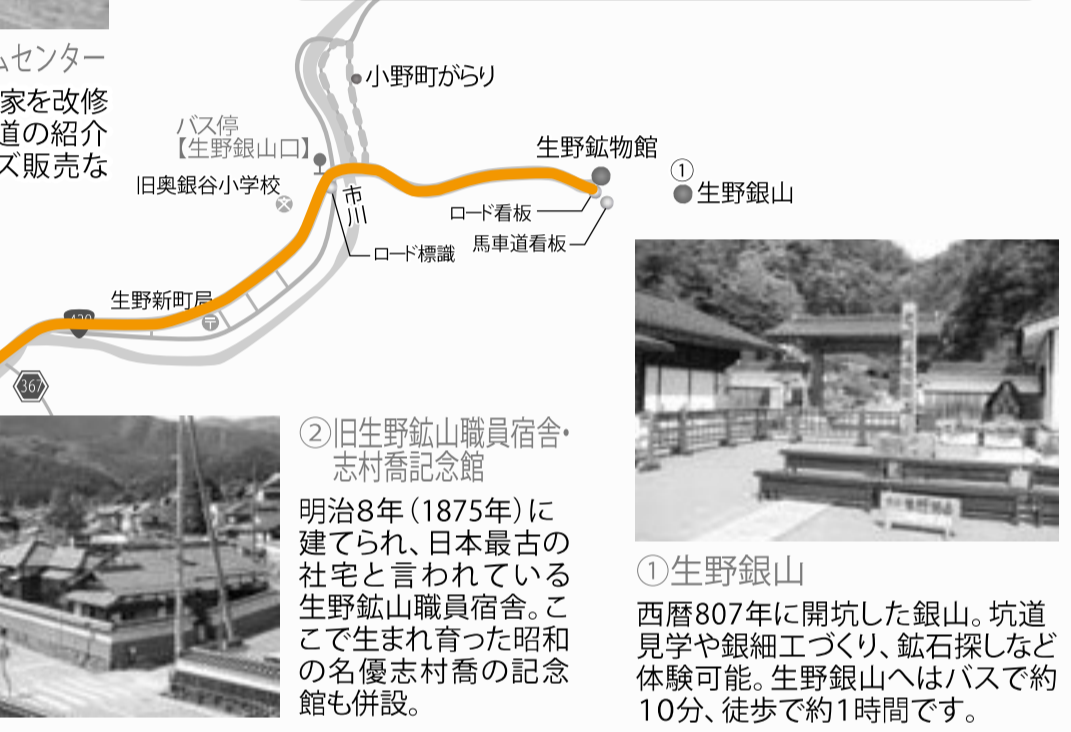 ムセンター
家を改修
道の紹介
ズ販売な
小野町がらり
バス停
【生野銀山口】
旧奥銀谷小学校
市川
生野鉱物館
①
生野銀山
ロード看板
馬車道看板
ロード標識
生野新町局
367
②旧生野鉱山職員宿舎・
志村喬記念館
明治8年（1875年）に
建てられ、日本最古の
社宅と言われている
生野鉱山職員宿舎。こ
こで生まれ育った昭和
の名優志村喬の記念
館も併設。
①生野銀山
西暦807年に開坑した銀山。坑道
見学や銀細工づくり、鉱石探しなど
体験可能。生野銀山へはバスで約
10分、徒歩で約1時間です。